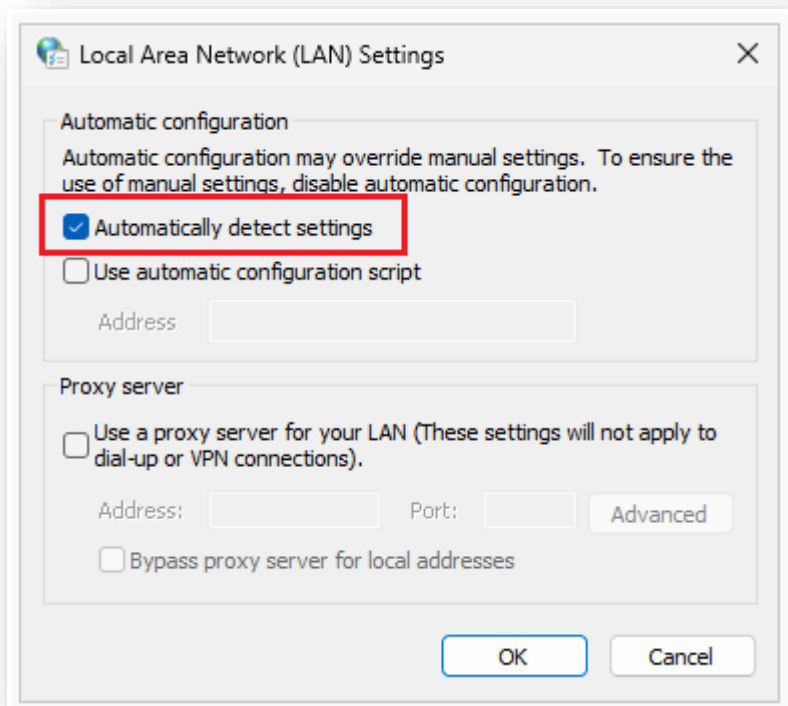 Local Area Network (LAN) Settings
Automatic configuration
Automatic configuration may override manual settings. To ensure the
use of manual settings, disable automatic configuration.
Automatically detect settings
Use automatic configuration script
Address
Proxy server
Use a proxy server for your LAN (These settings will not apply to
dial-up or VPN connections).
Address:
Port:
Advanced
Bypass proxy server for local addresses
OK
Cancel